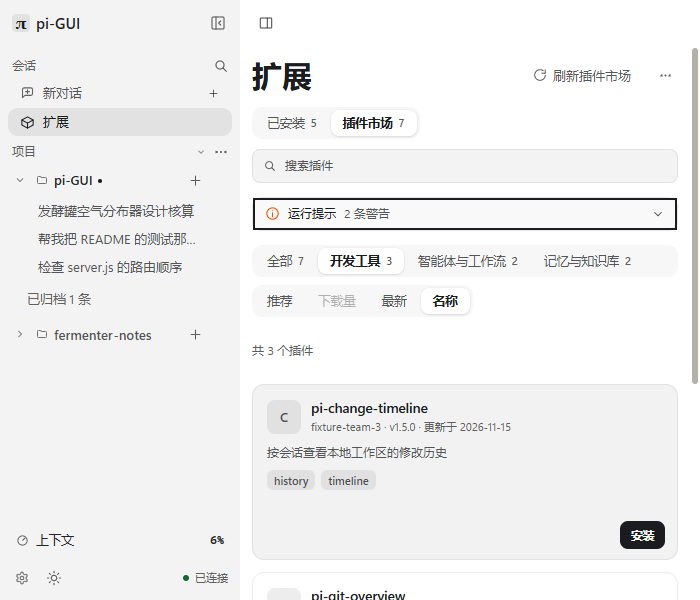 π pi-GUI
会话
新对话
扩展
项目
pi-GUI
发酵罐空气分布器设计核算
帮我把 README 的测试那...
检查 server.js 的路由顺序
已归档 1 条
fermenter-notes
上下文 6%
已连接
扩展
刷新插件市场
已安装 5 插件市场 7
搜索插件
运行提示 2 条警告
全部 7 开发工具 3 智能体与工作流 2 记忆与知识库 2
推荐 下载量 最新 名称
共 3 个插件
C
pi-change-timeline
fixture-team-3 · v1.5.0 · 更新于 2026-11-15
按会话查看本地工作区的修改历史
history timeline
安装
pi-git-overview